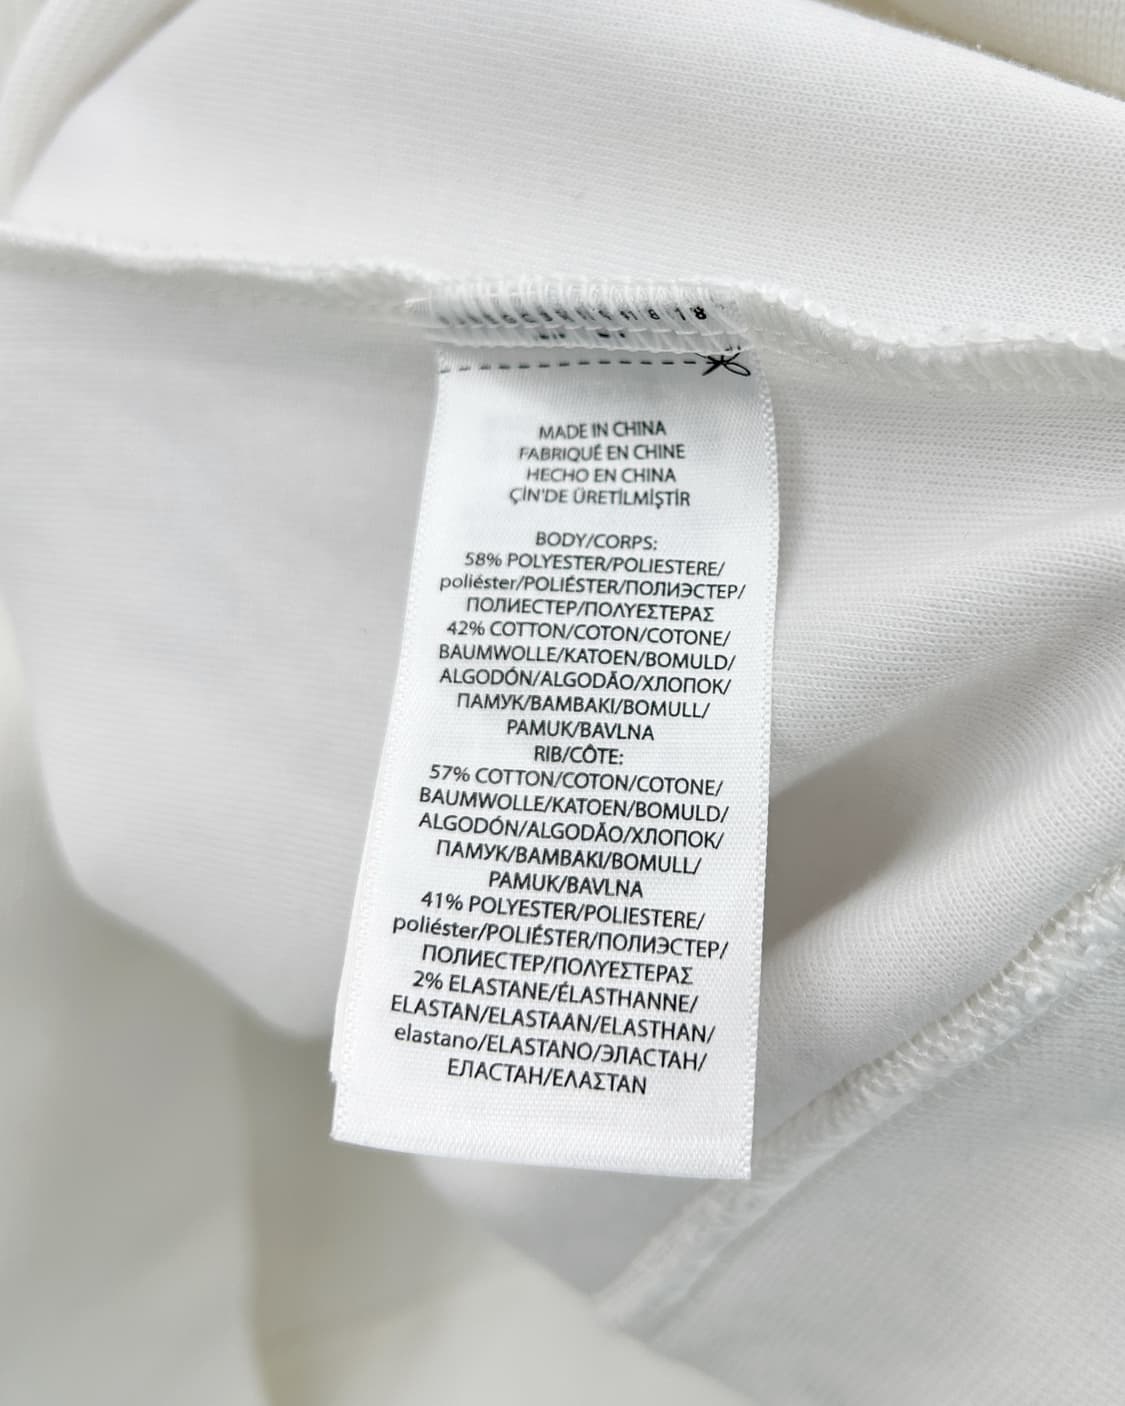 MADE IN CHINA
FABRIQUÉ EN CHINE
HECHO EN CHINA
ÇİN'DE ÜRETİLMİŞTİR
BODY/CORPS:
58% POLYESTER/POLIESTERE/
poliéster/POLIÉSTER/ПОЛИЭСТЕР/
ПОЛИЕСТЕР/ΠΟΛΥΕΣΤΕΡΑΣ
42% COTTON/COTON/COTONE/
BAUMWOLLE/KATOEN/BOMULD/
ALGODÓN/ALGODÃO/ХЛОПОК/
ПАМУК/BAMBAKI/BOMULL/
PAMUK/BAVLNA
RIB/CÔTE:
57% COTTON/COTON/COTONE/
BAUMWOLLE/KATOEN/BOMULD/
ALGODÓN/ALGODÃO/ХЛОПОК/
ПАМУК/BAMBAKI/BOMULL/
PAMUK/BAVLNA
41% POLYESTER/POLIESTERE/
poliéster/POLIÉSTER/ПОЛИЭСТЕР/
ПОЛИЕСТЕР/ΠΟΛΥΕΣΤΕΡΑΣ
2% ELASTANE/ÉLASTHANNE/
ELASTAN/ELASTAAN/ELASTHAN/
elastano/ELASTANO/ЭЛАСТАН/
ЕЛАСТАН/ΕΛΑΣΤΑΝ